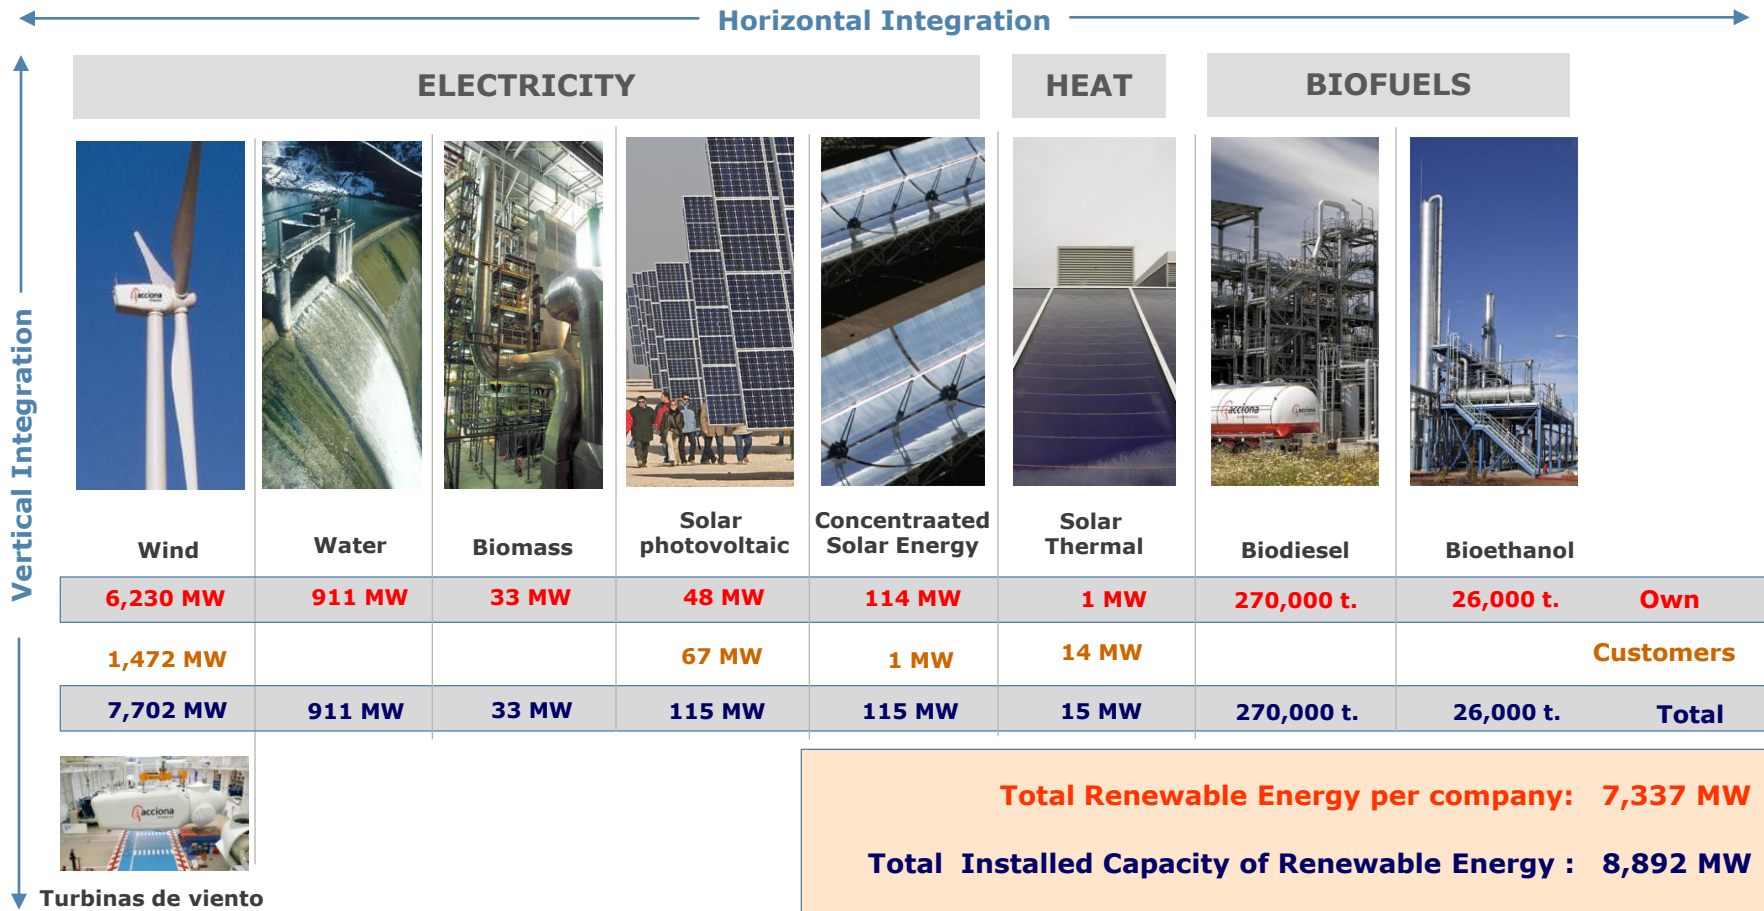 Horizontal Integration
Vertical Integration
ELECTRICITY
HEAT
BIOFUELS
acciona
acciona
Wind
Water
Biomass
Solar
photovoltaic
Concentraated
Solar Energy
Solar
Thermal
Biodiesel
Bioethanol
6,230 MW 911 MW 33 MW 48 MW 114 MW 1 MW 270,000 t. 26,000 t. Own
1,472 MW 67 MW 1 MW 14 MW Customers
7,702 MW 911 MW 33 MW 115 MW 115 MW 15 MW 270,000 t. 26,000 t. Total
acciona
Turbinas de viento
Total Renewable Energy per company: 7,337 MW
Total Installed Capacity of Renewable Energy : 8,892 MW